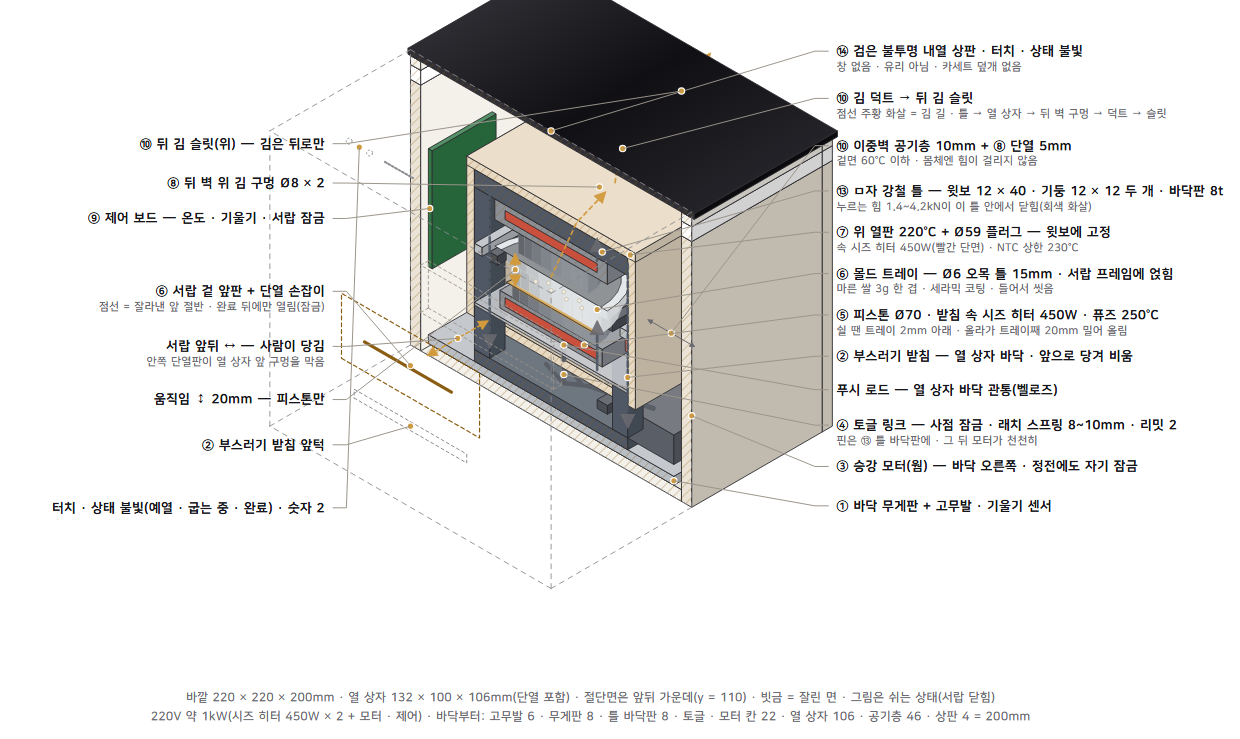 ⑭ 검은 불투명 내열 상판 · 터치 · 상태 불빛
창 없음 · 유리 아님 · 카세트 덮개 없음
⑩ 김 덕트 → 뒤 김 슬릿
점선 주황 화살 = 김 길 · 틀 → 열 상자 → 뒤 벽 구멍 → 덕트 → 슬릿
⑩ 이중벽 공기층 10mm + ⑧ 단열 5mm
겉면 60℃ 이하 · 몸체엔 힘이 걸리지 않음
⑬ ㅁ자 강철 틀 — 윗보 12 × 40 · 기둥 12 × 12 두 개 · 바닥판 8t
누르는 힘 1.4~4.2kN이 이 틀 안에서 닫힘(회색 화살)
⑦ 위 열판 220℃ + Ø59 플러그 — 윗보에 고정
속 시즈 히터 450W(빨간 단면) · NTC 상한 230℃
⑥ 몰드 트레이 — Ø6 오목 틀 15mm · 서랍 프레임에 얹힘
마른 쌀 3g 한 겹 · 세라믹 코팅 · 들어서 씻음
⑤ 피스톤 Ø70 · 받침 속 시즈 히터 450W · 퓨즈 250℃
쉴 땐 트레이 2mm 아래 · 올라가 트레이째 20mm 밀어 올림
② 부스러기 받침 — 열 상자 바닥 · 앞으로 당겨 비움
푸시 로드 — 열 상자 바닥 관통(벨로즈)
④ 토글 링크 — 사점 잠금 · 래치 스프링 8~10mm · 리밋 2
핀은 ⑬ 틀 바닥판에 · 그 뒤 모터가 천천히
③ 승강 모터(웜) — 바닥 오른쪽 · 정전에도 자기 잠금
① 바닥 무게판 + 고무발 · 기울기 센서
⑩ 뒤 김 슬릿(위) — 김은 뒤로만
⑧ 뒤 벽 위 김 구멍 Ø8 × 2
⑨ 제어 보드 — 온도 · 기울기 · 서랍 잠금
⑥ 서랍 겉 앞판 + 단열 손잡이
점선 = 잘라낸 앞 절반 · 완료 뒤에만 열림(잠금)
서랍 앞뒤 ↔ — 사람이 당김
안쪽 단열판이 열 상자 앞 구멍을 막음
움직임 ↕ 20mm — 피스톤만
② 부스러기 받침 앞턱
터치 · 상태 불빛(예열 · 굽는 중 · 완료) · 숫자 2
바깥 220 × 220 × 200mm · 열 상자 132 × 100 × 106mm(단열 포함) · 절단면은 앞뒤 가운데(y = 110) · 빗금 = 잘린 면 · 그림은 쉬는 상태(서랍 닫힘)
220V 약 1kW(시즈 히터 450W × 2 + 모터 · 제어) · 바닥부터: 고무발 6 · 무게판 8 · 틀 바닥판 8 · 토글 · 모터 칸 22 · 열 상자 106 · 공기층 46 · 상판 4 = 200mm